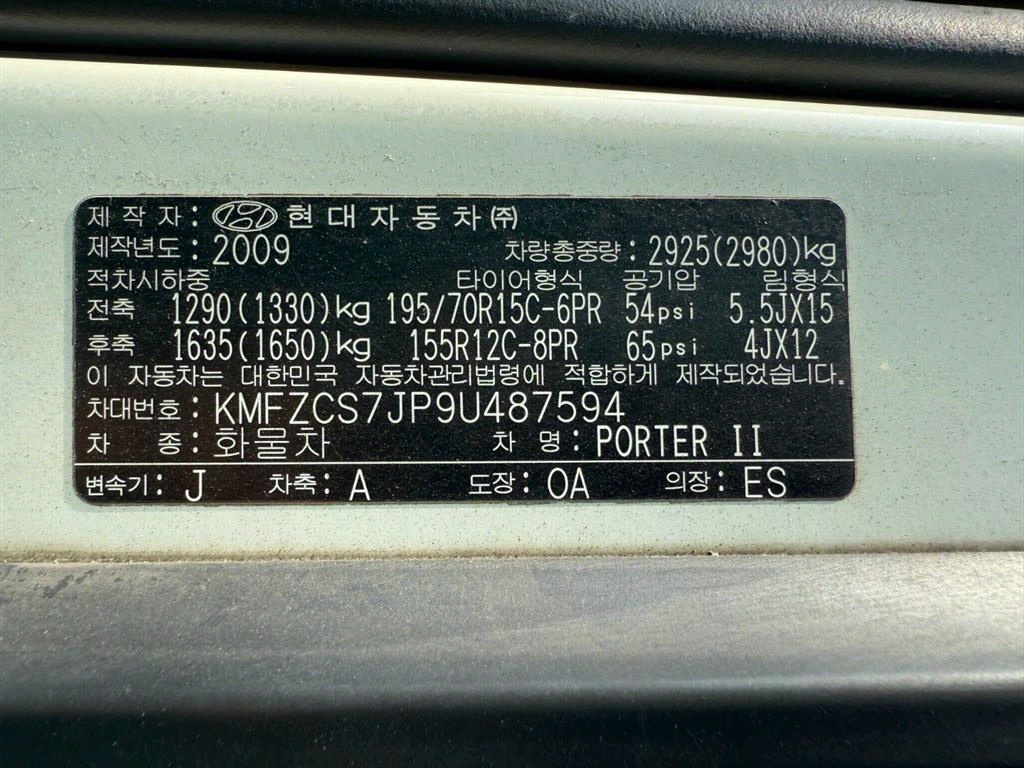 제 작 자 : 현대자동차㈜
제작년도 : 2009 차량총중량 : 2925(2980)kg
적차시하중 타이어형식 공기압 림형식
전축 1290(1330)kg 195/70R15C-6PR 54psi 5.5JX15
후축 1635(1650)kg 155R12C-8PR 65psi 4JX12
이 자동차는 대한민국 자동차관리법령에 적합하게 제작되었습니다.
차대번호 : KMFZCS7JP9U487594
차 종 : 화물차 차 명 : PORTER II
변속기 : J 차축 : A 도장 : OA 의장 : ES